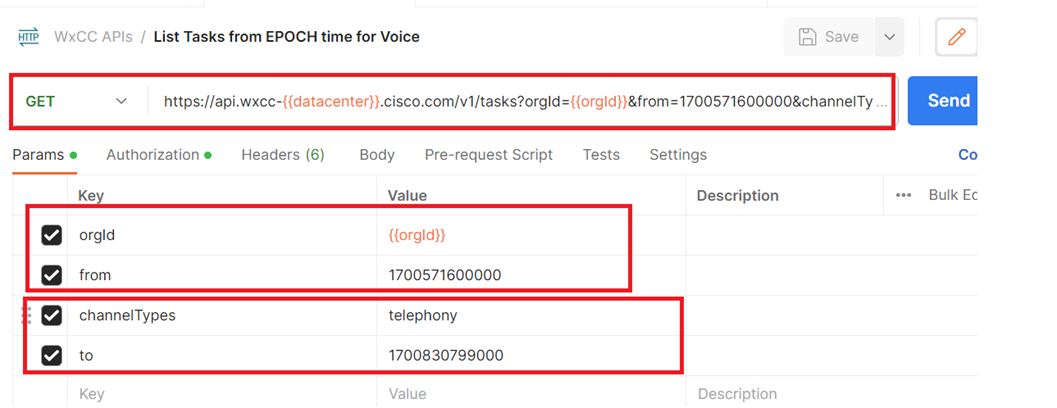 HTTP WxCC APIs / List Tasks from EPOCH time for Voice Save
GET https://api.wxcc-{{datacenter}}.cisco.com/v1/tasks?orgId={{orgId}}&from=1700571600000&channelTy ... Send
Params Authorization Headers (6) Body Pre-request Script Tests Settings Co
Key Value Description ••• Bulk Ec
orgId {{orgId}}
from 1700571600000
channelTypes telephony
to 1700830799000
Key Value Description